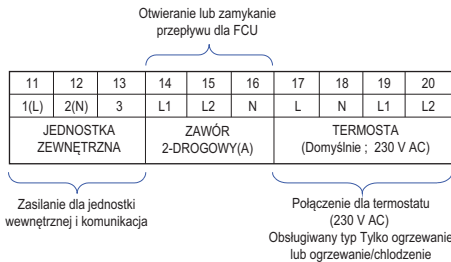 Otwieranie lub zamykanie
przepływu dla FCU
11 12 13 14 15 16 17 18 19 20
1(L) 2(N) 3 L1 L2 N L N L1 L2
JEDNOSTKA ZAWÓR TERMOSTA
ZEWNĘTRZNA 2-DROGOWY(A) (Domyślnie ; 230 V AC)
Zasilanie dla jednostki
wewnętrznej i komunikacja
Połączenie dla termostatu
(230 V AC)
Obsługiwany typ Tylko ogrzewanie
lub ogrzewanie/chlodzenie